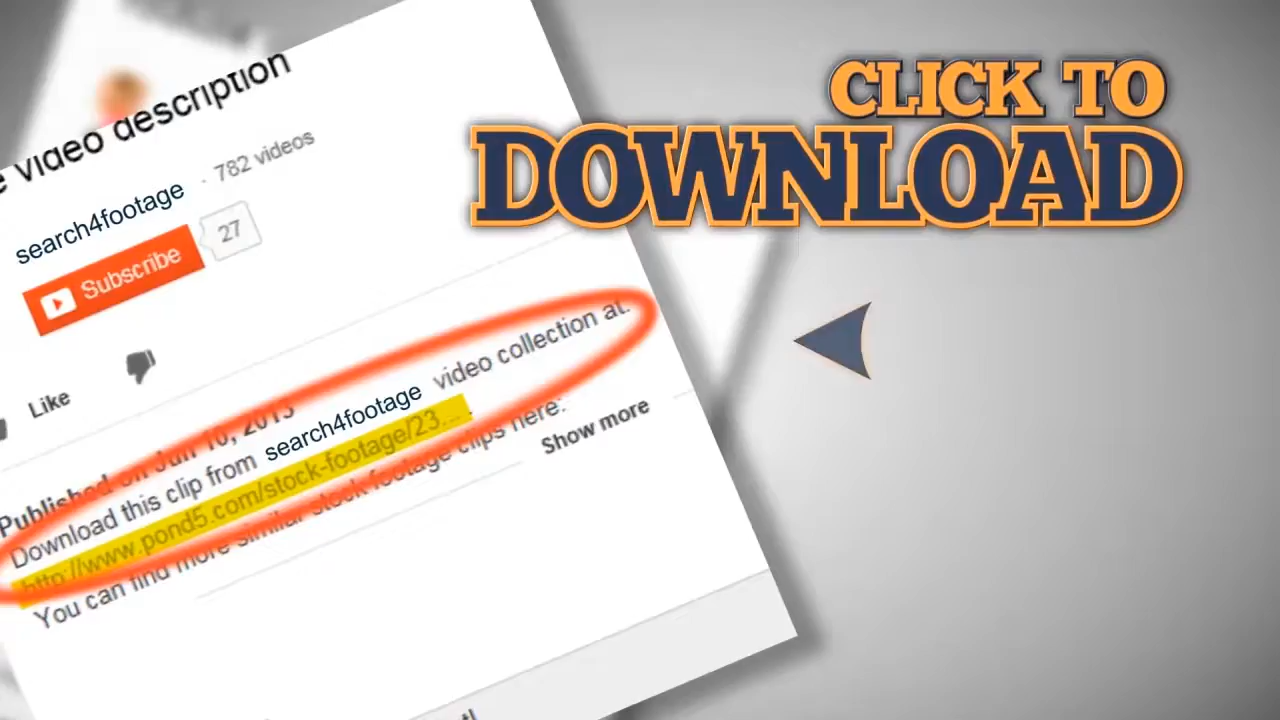 CLICK TO
DOWNLOAD
video description
search4footage · 782 videos
Subscribe 27
Like
Published on Jun 10, 2013
Download this clip from search4footage video collection at:
http://www.pond5.com/stock-footage/23...
You can find more similar stock footage clips here:
Show more